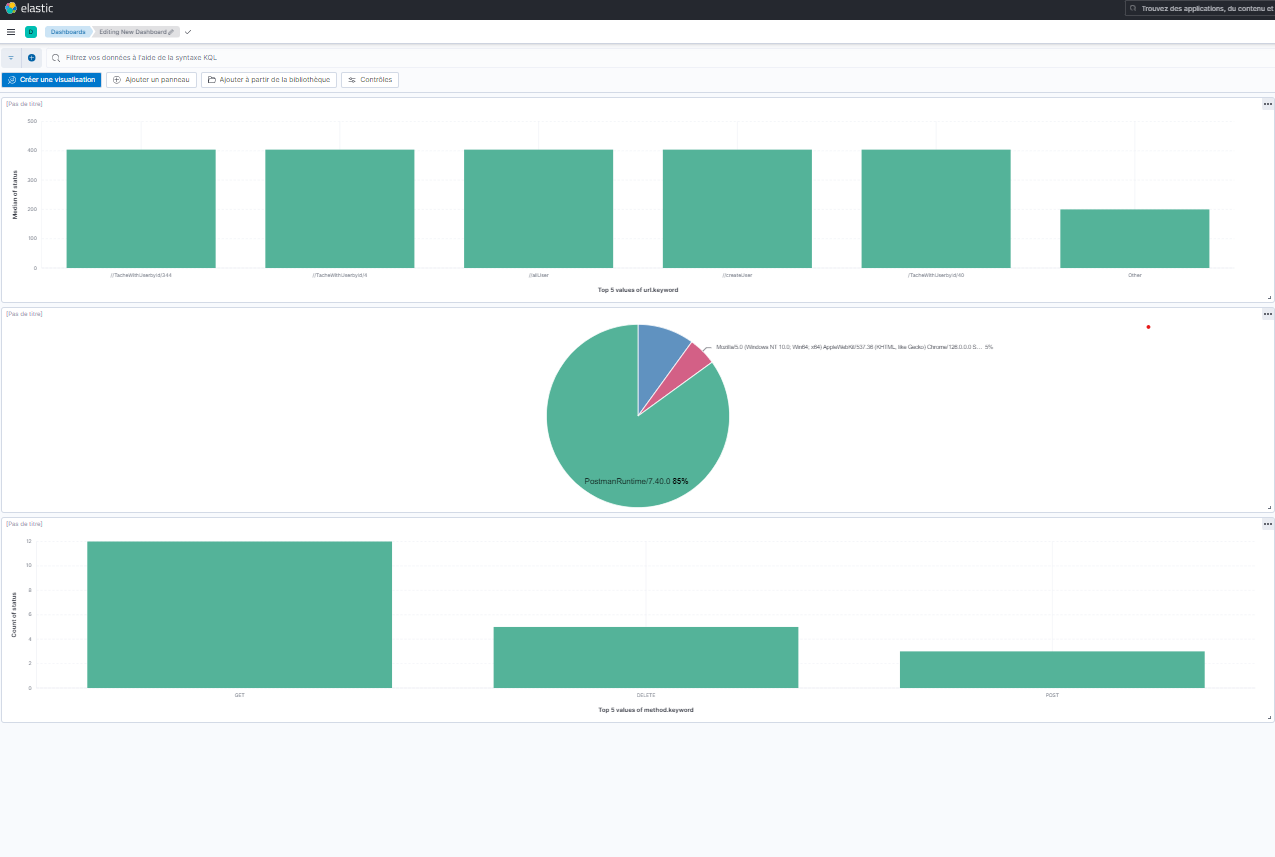 elastic
Trouvez des applications, du contenu et
D
Dashboards
Editing New Dashboard
Filtrez vos données à l'aide de la syntaxe KQL
Créer une visualisation
Ajouter un panneau
Ajouter à partir de la bibliothèque
Contrôles
[Pas de titre]
500
400
300
200
100
0
Median of status
//TacheWithUserbyId/344
//TacheWithUserbyId/4
//allUser
//createUser
/TacheWithUserbyId/40
Other
Top 5 values of url.keyword
[Pas de titre]
Mozilla/5.0 (Windows NT 10.0; Win64; x64) AppleWebKit/537.36 (KHTML, like Gecko) Chrome/126.0.0.0 S... 5%
PostmanRuntime/7.40.0 85%
[Pas de titre]
12
10
8
6
4
2
0
Count of status
GET
DELETE
POST
Top 5 values of method.keyword